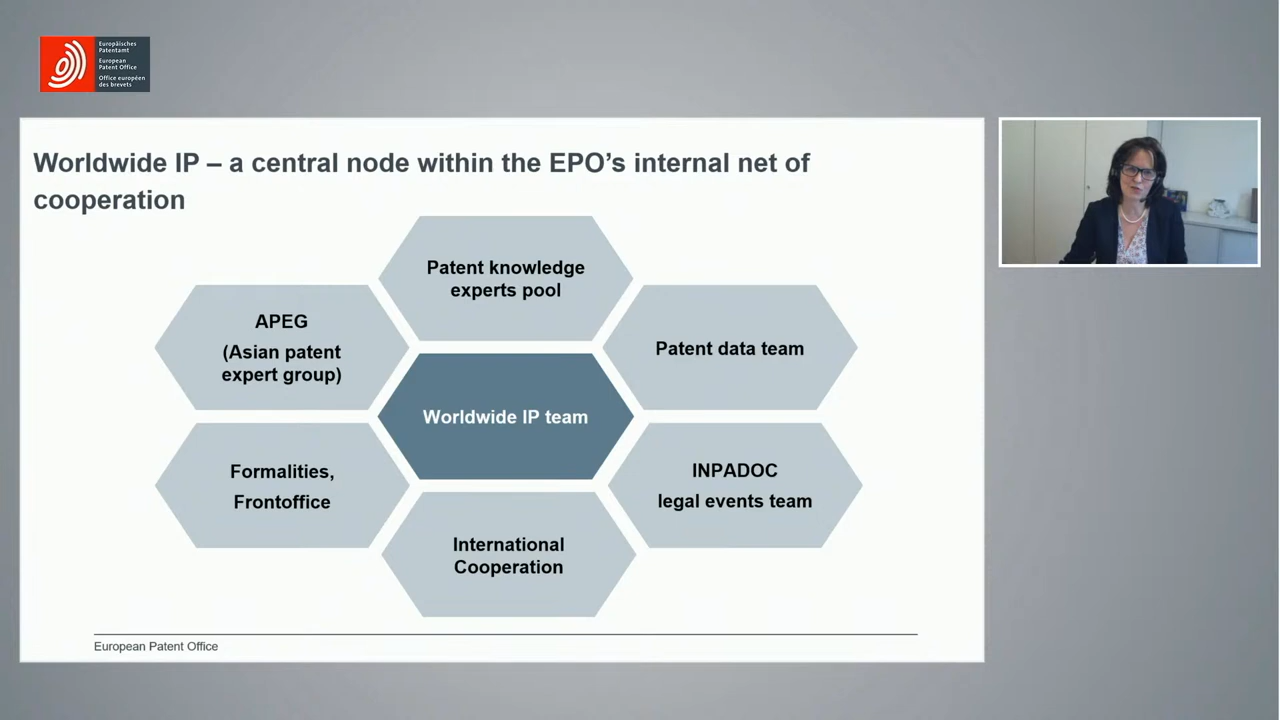 Europäisches
Patentamt
European
Patent Office
Office européen
des brevets
Worldwide IP – a central node within the EPO’s internal net of
cooperation
Patent knowledge
experts pool
APEG
(Asian patent
expert group)
Patent data team
Worldwide IP team
Formalities,
Frontoffice
INPADOC
legal events team
International
Cooperation
European Patent Office